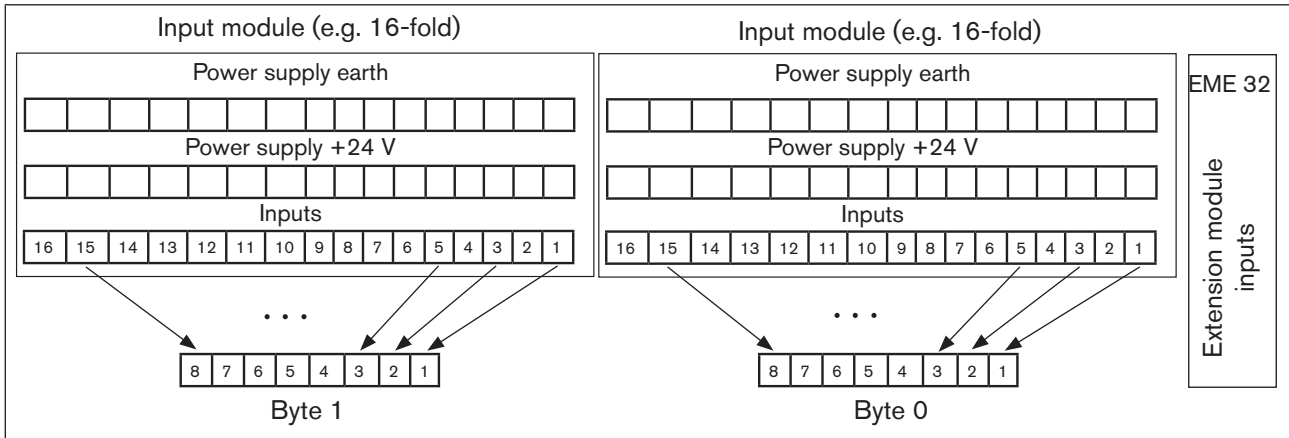 Input module (e.g. 16-fold)
Power supply earth
Power supply +24 V
Inputs
16 15 14 13 12 11 10 9 8 7 6 5 4 3 2 1
. . .
8 7 6 5 4 3 2 1
Byte 1
Input module (e.g. 16-fold)
Power supply earth
Power supply +24 V
Inputs
16 15 14 13 12 11 10 9 8 7 6 5 4 3 2 1
. . .
8 7 6 5 4 3 2 1
Byte 0
EME 32
Extension module
inputs